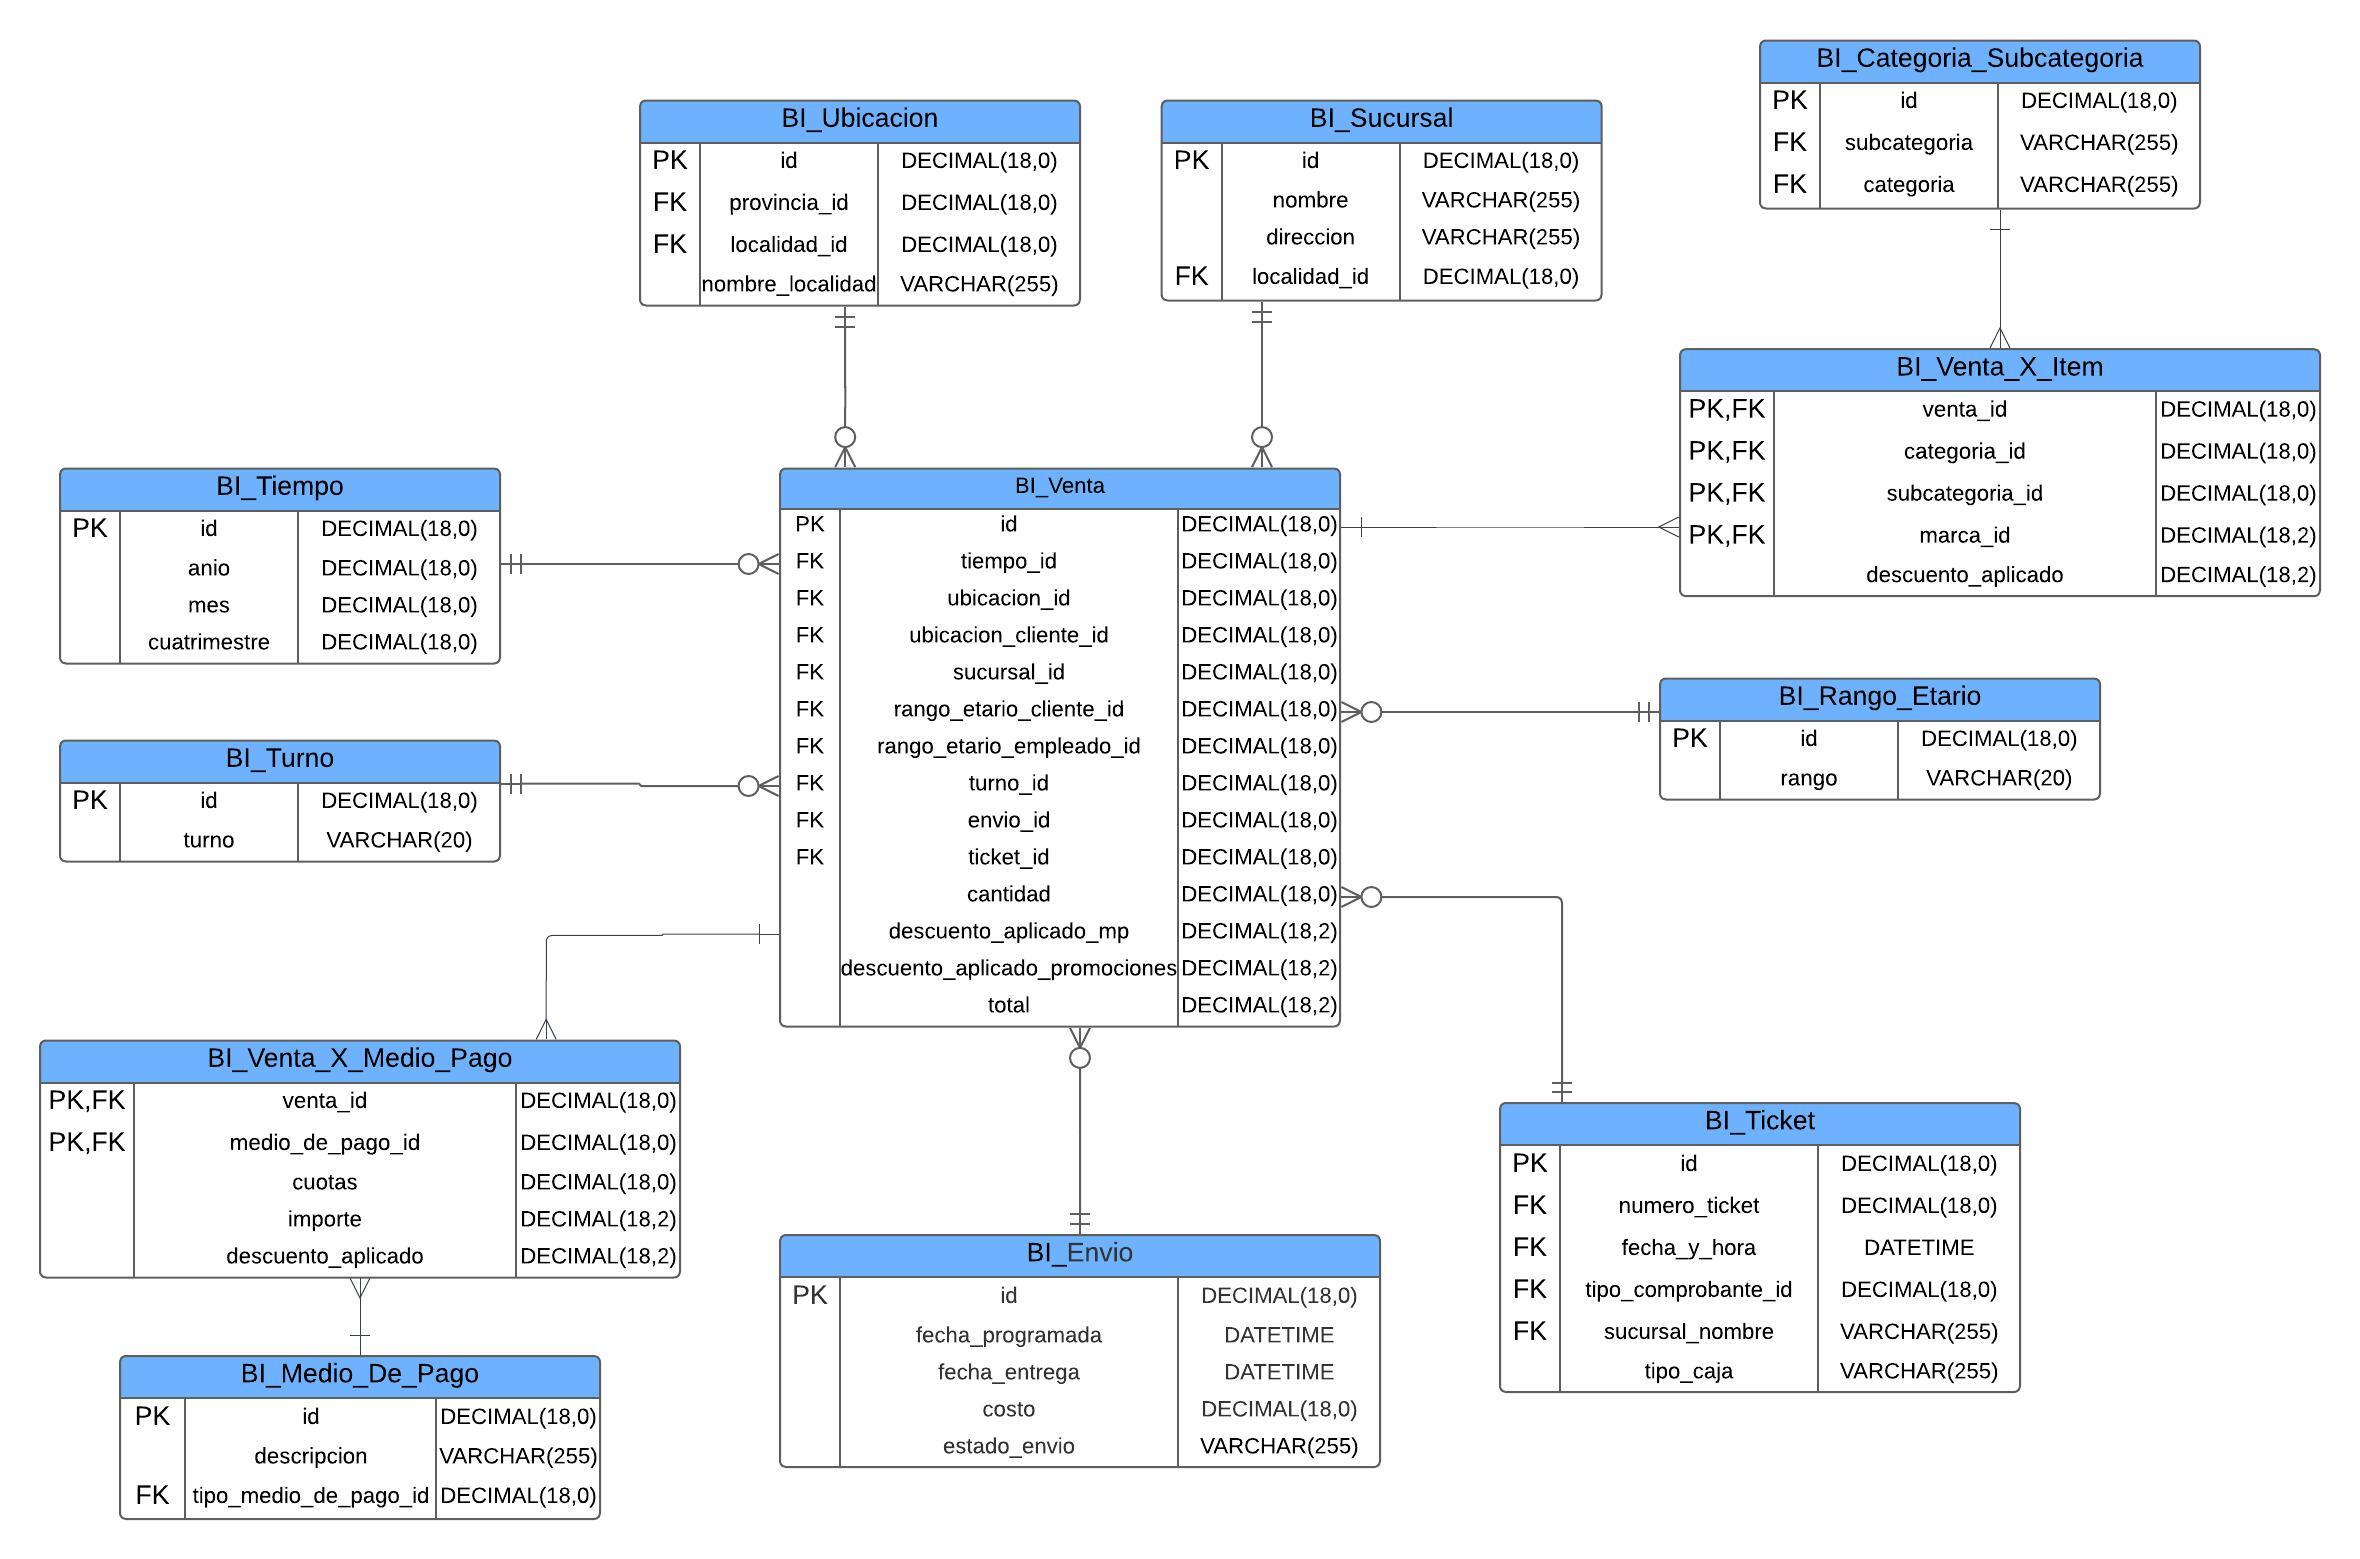 BI_Categoria_Subcategoria
PK id DECIMAL(18,0)
FK subcategoria VARCHAR(255)
FK categoria VARCHAR(255)
BI_Ubicacion
PK id DECIMAL(18,0)
FK provincia_id DECIMAL(18,0)
FK localidad_id DECIMAL(18,0)
nombre_localidad VARCHAR(255)
BI_Sucursal
PK id DECIMAL(18,0)
nombre VARCHAR(255)
direccion VARCHAR(255)
FK localidad_id DECIMAL(18,0)
BI_Venta_X_Item
PK,FK venta_id DECIMAL(18,0)
PK,FK categoria_id DECIMAL(18,0)
PK,FK subcategoria_id DECIMAL(18,0)
PK,FK marca_id DECIMAL(18,2)
descuento_aplicado DECIMAL(18,2)
BI_Tiempo
PK id DECIMAL(18,0)
anio DECIMAL(18,0)
mes DECIMAL(18,0)
cuatrimestre DECIMAL(18,0)
BI_Venta
PK id DECIMAL(18,0)
FK tiempo_id DECIMAL(18,0)
FK ubicacion_id DECIMAL(18,0)
FK ubicacion_cliente_id DECIMAL(18,0)
FK sucursal_id DECIMAL(18,0)
FK rango_etario_cliente_id DECIMAL(18,0)
FK rango_etario_empleado_id DECIMAL(18,0)
FK turno_id DECIMAL(18,0)
FK envio_id DECIMAL(18,0)
FK ticket_id DECIMAL(18,0)
cantidad DECIMAL(18,0)
descuento_aplicado_mp DECIMAL(18,2)
descuento_aplicado_promociones DECIMAL(18,2)
total DECIMAL(18,2)
BI_Rango_Etario
PK id DECIMAL(18,0)
rango VARCHAR(20)
BI_Turno
PK id DECIMAL(18,0)
turno VARCHAR(20)
BI_Venta_X_Medio_Pago
PK,FK venta_id DECIMAL(18,0)
PK,FK medio_de_pago_id DECIMAL(18,0)
cuotas DECIMAL(18,0)
importe DECIMAL(18,2)
descuento_aplicado DECIMAL(18,2)
BI_Ticket
PK id DECIMAL(18,0)
FK numero_ticket DECIMAL(18,0)
FK fecha_y_hora DATETIME
FK tipo_comprobante_id DECIMAL(18,0)
FK sucursal_nombre VARCHAR(255)
tipo_caja VARCHAR(255)
BI_Envio
PK id DECIMAL(18,0)
fecha_programada DATETIME
fecha_entrega DATETIME
costo DECIMAL(18,0)
estado_envio VARCHAR(255)
BI_Medio_De_Pago
PK id DECIMAL(18,0)
descripcion VARCHAR(255)
FK tipo_medio_de_pago_id DECIMAL(18,0)